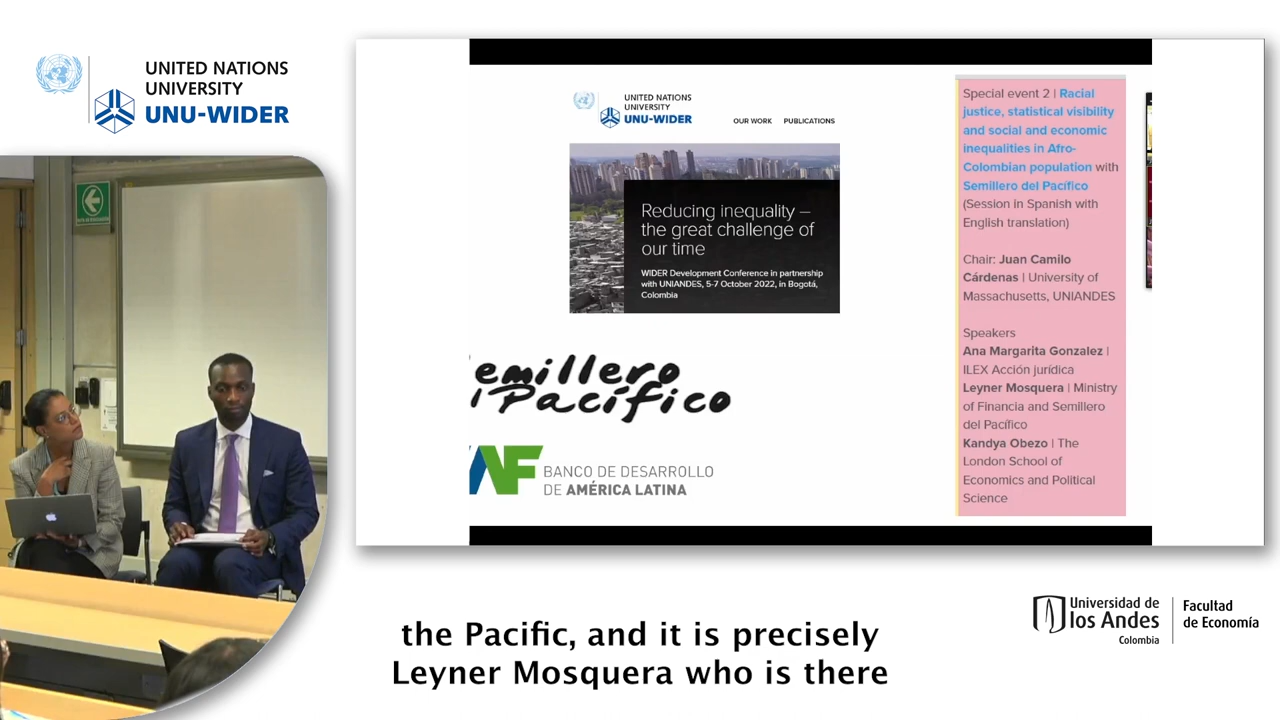 UNITED NATIONS
UNIVERSITY
UNU-WIDER
UNITED NATIONS
UNIVERSITY
UNU-WIDER
OUR WORK PUBLICATIONS
Reducing inequality –
the great challenge of
our time
WIDER Development Conference in partnership
with UNIANDES, 5-7 October 2022, in Bogotá,
Colombia
emillero
l Pacífico
AF BANCO DE DESARROLLO
DE AMÉRICA LATINA
Special event 2 | Racial
justice, statistical visibility
and social and economic
inequalities in Afro-
Colombian population with
Semillero del Pacífico
(Session in Spanish with
English translation)
Chair: Juan Camilo
Cárdenas | University of
Massachusetts, UNIANDES
Speakers
Ana Margarita Gonzalez |
ILEX Acción jurídica
Leyner Mosquera | Ministry
of Financia and Semillero
del Pacífico
Kandya Obezo | The
London School of
Economics and Political
Science
the Pacific, and it is precisely
Leyner Mosquera who is there
Universidad de
los Andes
Colombia
Facultad
de Economía